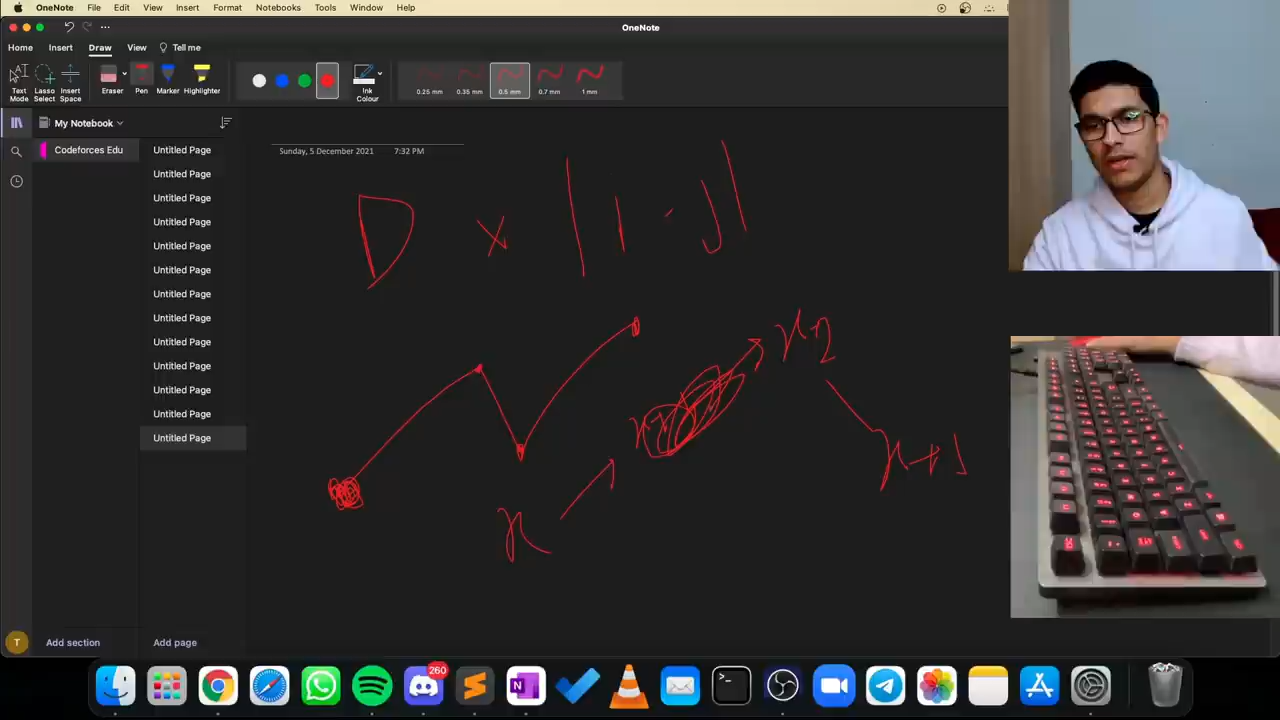 OneNote File Edit View Insert Format Notebooks Tools Window Help
OneNote
Home Insert Draw View Tell me
Text Mode
Lasso Select
Insert Space
Eraser
Pen
Marker
Highlighter
Ink Colour
0.25 mm
0.35 mm
0.5 mm
0.7 mm
1 mm
My Notebook
Codeforces Edu
Untitled Page
Untitled Page
Untitled Page
Untitled Page
Untitled Page
Untitled Page
Untitled Page
Untitled Page
Untitled Page
Untitled Page
Untitled Page
Untitled Page
Untitled Page
Sunday, 5 December 2021 7:32 PM
D x |1 - J|
x2
x+1
x
T
Add section
Add page
260